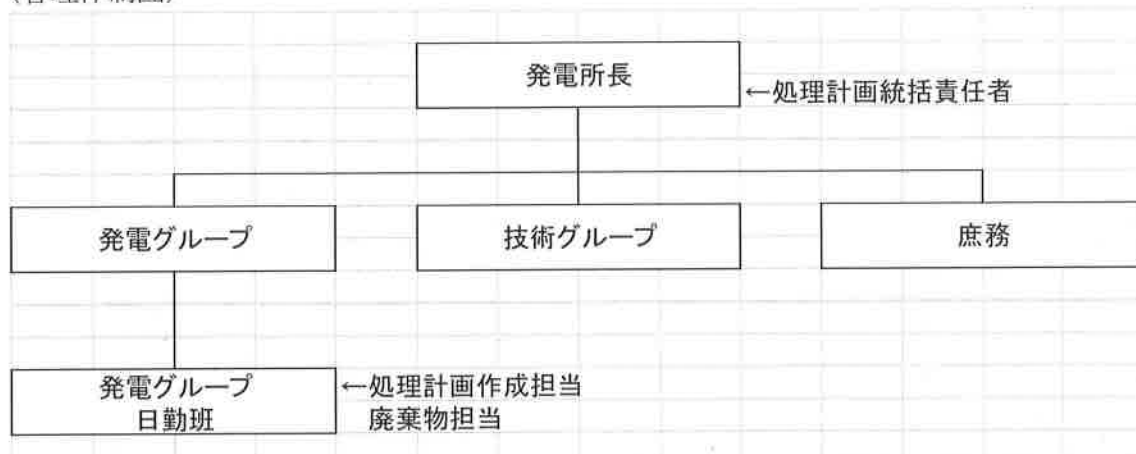 発電所長
←処理計画統括責任者
発電グループ
技術グループ
庶務
発電グループ
日勤班
←処理計画作成担当
廃棄物担当